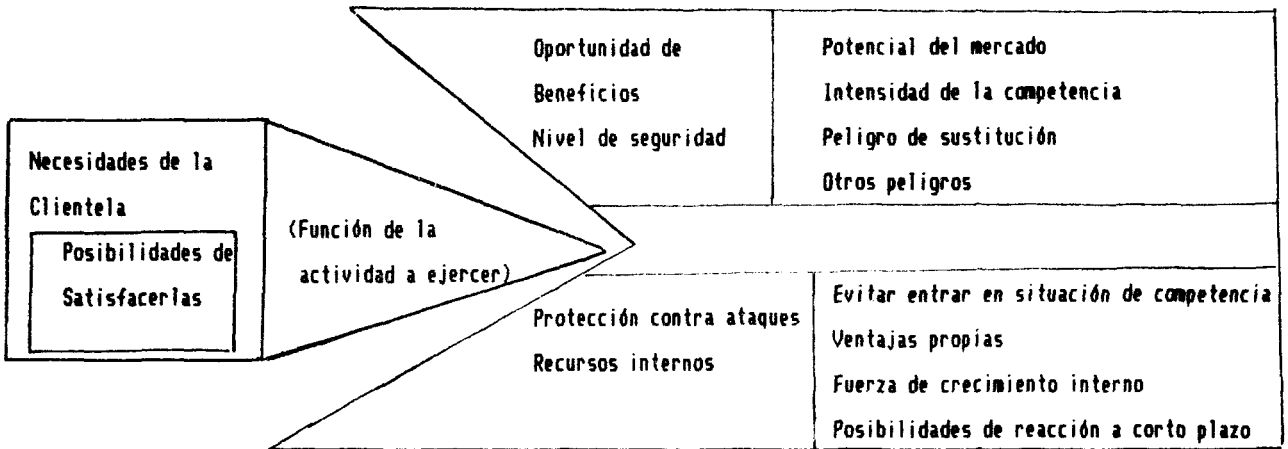 Necesidades de la
Clientela
Posibilidades de
Satisfacerlas
(Función de la
actividad a ejercer)
Oportunidad de
Beneficios
Nivel de seguridad
Potencial del mercado
Intensidad de la competencia
Peligro de sustitución
Otros peligros
Protección contra ataques
Recursos internos
Evitar entrar en situación de competencia
Ventajas propias
Fuerza de crecimiento interno
Posibilidades de reacción a corto plazo